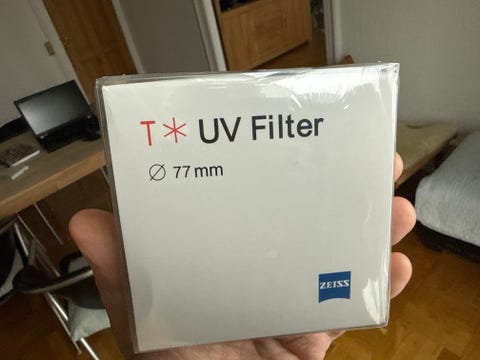 T* UV Filter
⌀ 77 mm
ZEISS